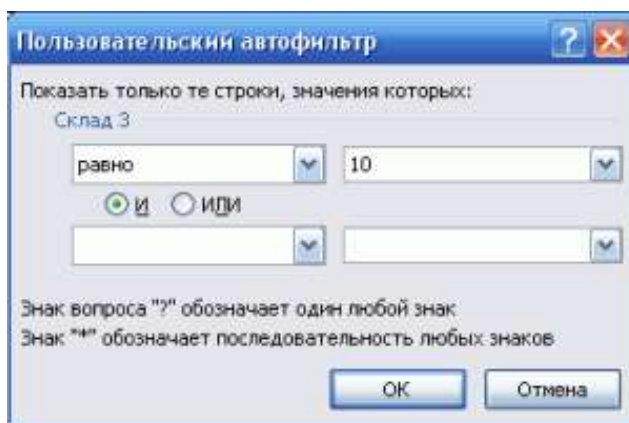 Пользовательский автофильтр
Показать только те строки, значения которых:
Склад 3
равно 10
И ИЛИ
Знак вопроса "?" обозначает один любой знак
Знак "*" обозначает последовательность любых знаков
ОК Отмена